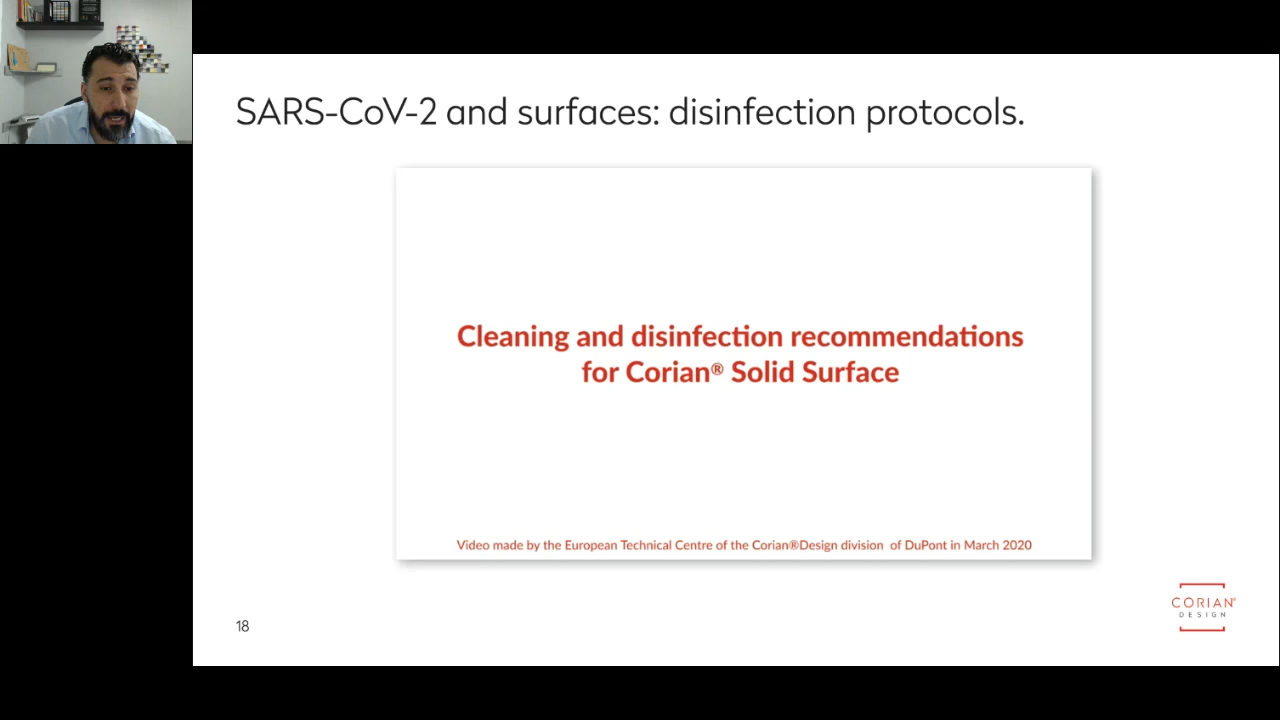 SARS-CoV-2 and surfaces: disinfection protocols.
Cleaning and disinfection recommendations
for Corian® Solid Surface
Video made by the European Technical Centre of the Corian®Design division of DuPont in March 2020
CORIAN®
DESIGN
18